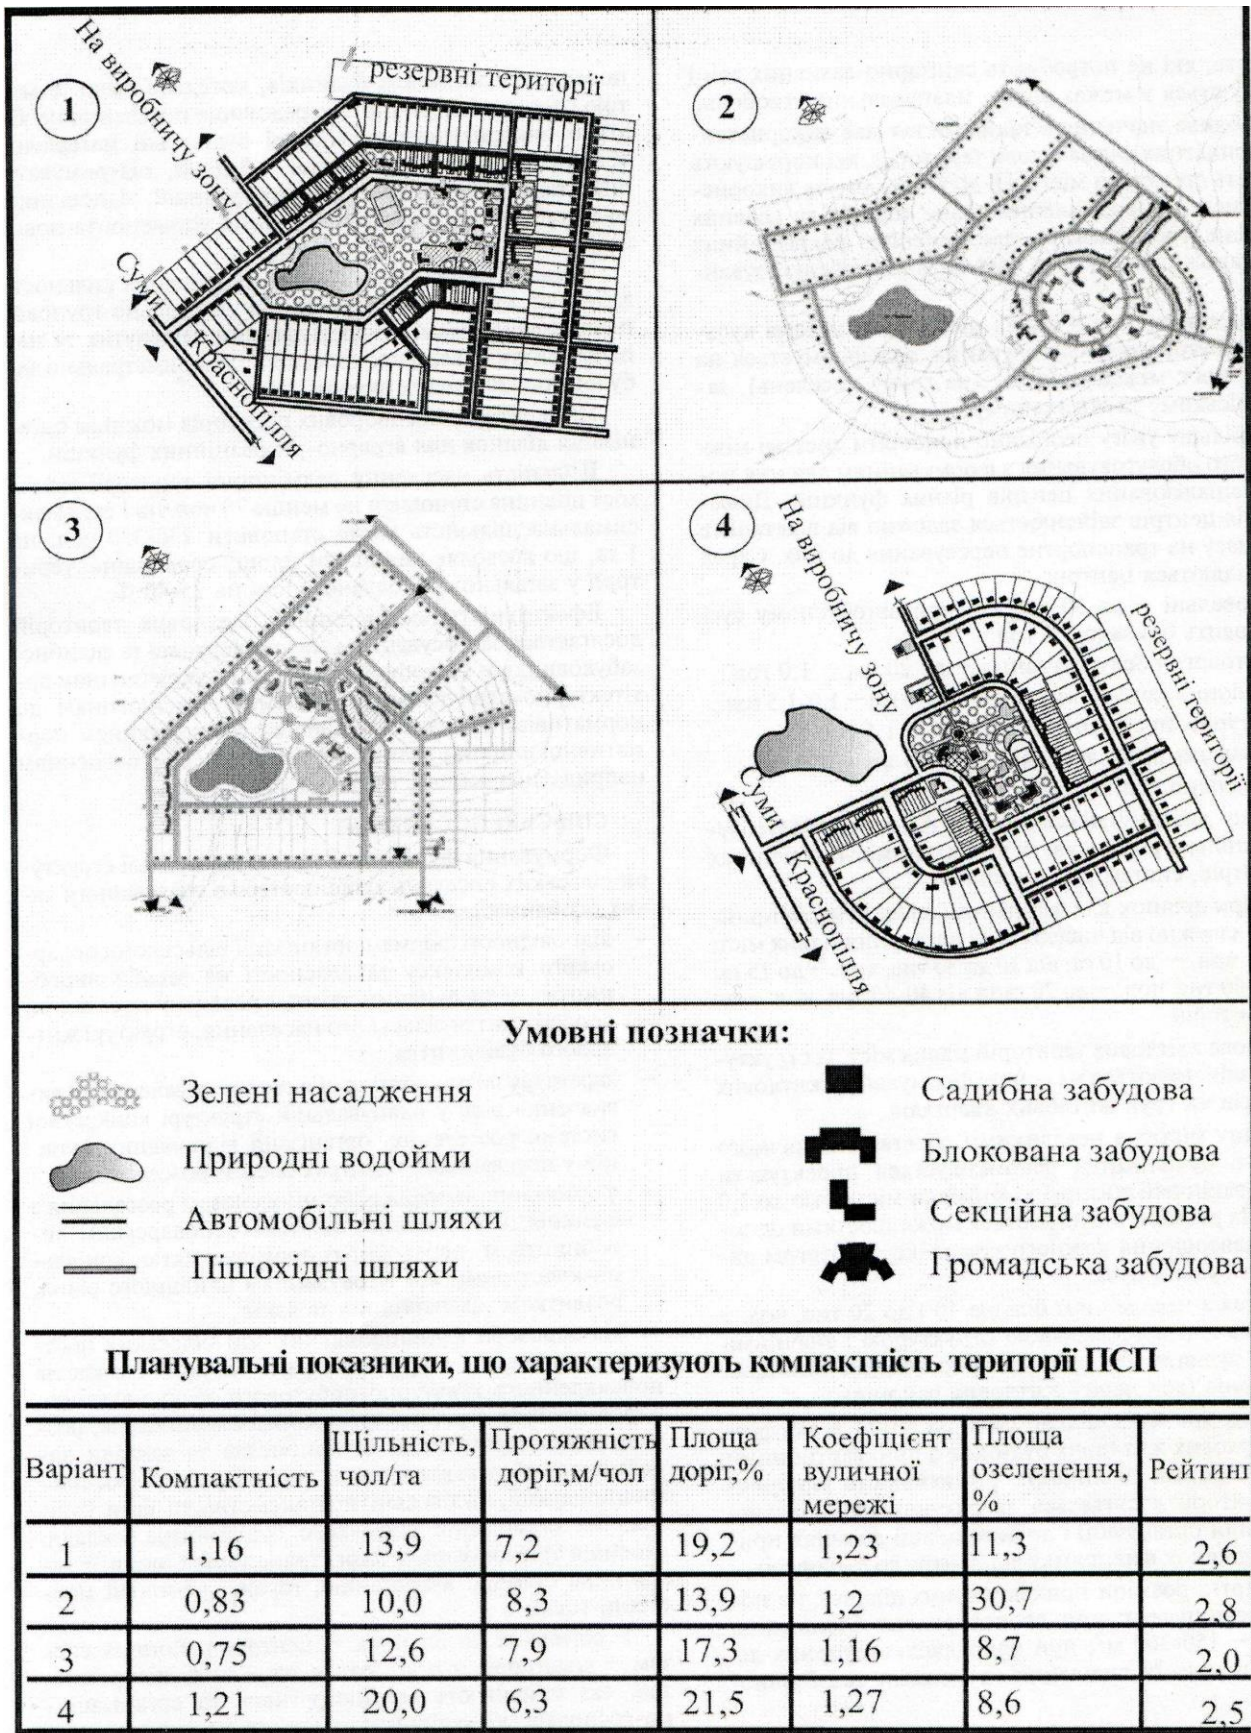 1
На виробничу зону
резервні території
Суми
Краснопілля
2
3
4
На виробничу зону
резервні території
Суми
Краснопілля
Умовні позначки:
Зелені насадження
Природні водойми
Автомобільні шляхи
Пішохідні шляхи
Садибна забудова
Блокована забудова
Секційна забудова
Громадська забудова
Планувальні показники, що характеризують компактність території ПСП
Варіант Компактність Щільність, чол/га Протяжність доріг,м/чол Площа доріг,% Коефіцієнт вуличної мережі Площа озеленення, % Рейтинг
1 1,16 13,9 7,2 19,2 1,23 11,3 2,6
2 0,83 10,0 8,3 13,9 1,2 30,7 2,8
3 0,75 12,6 7,9 17,3 1,16 8,7 2,0
4 1,21 20,0 6,3 21,5 1,27 8,6 2,5